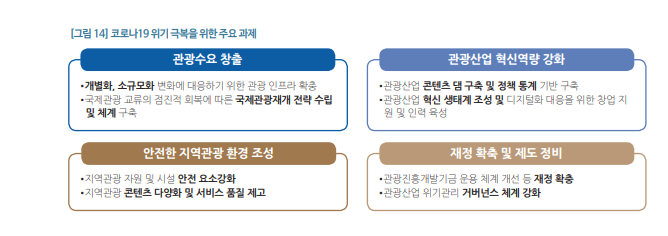 [그림 14] 코로나19 위기 극복을 위한 주요 과제
관광수요 창출
•개별화, 소규모화 변화에 대응하기 위한 관광 인프라 확충
•국제관광 교류의 점진적 회복에 따른 국제관광재개 전략 수립
및 체계 구축
관광산업 혁신역량 강화
•관광산업 콘텐츠 댐 구축 및 정책 통계 기반 구축
•관광산업 혁신 생태계 조성 및 디지털화 대응을 위한 창업 지
원 및 인력 육성
안전한 지역관광 환경 조성
•지역관광 자원 및 시설 안전 요소강화
•지역관광 콘텐츠 다양화 및 서비스 품질 제고
재정 확축 및 제도 정비
•관광진흥개발기금 운용 체계 개선 등 재정 확충
•관광산업 위기관리 거버넌스 체계 강화